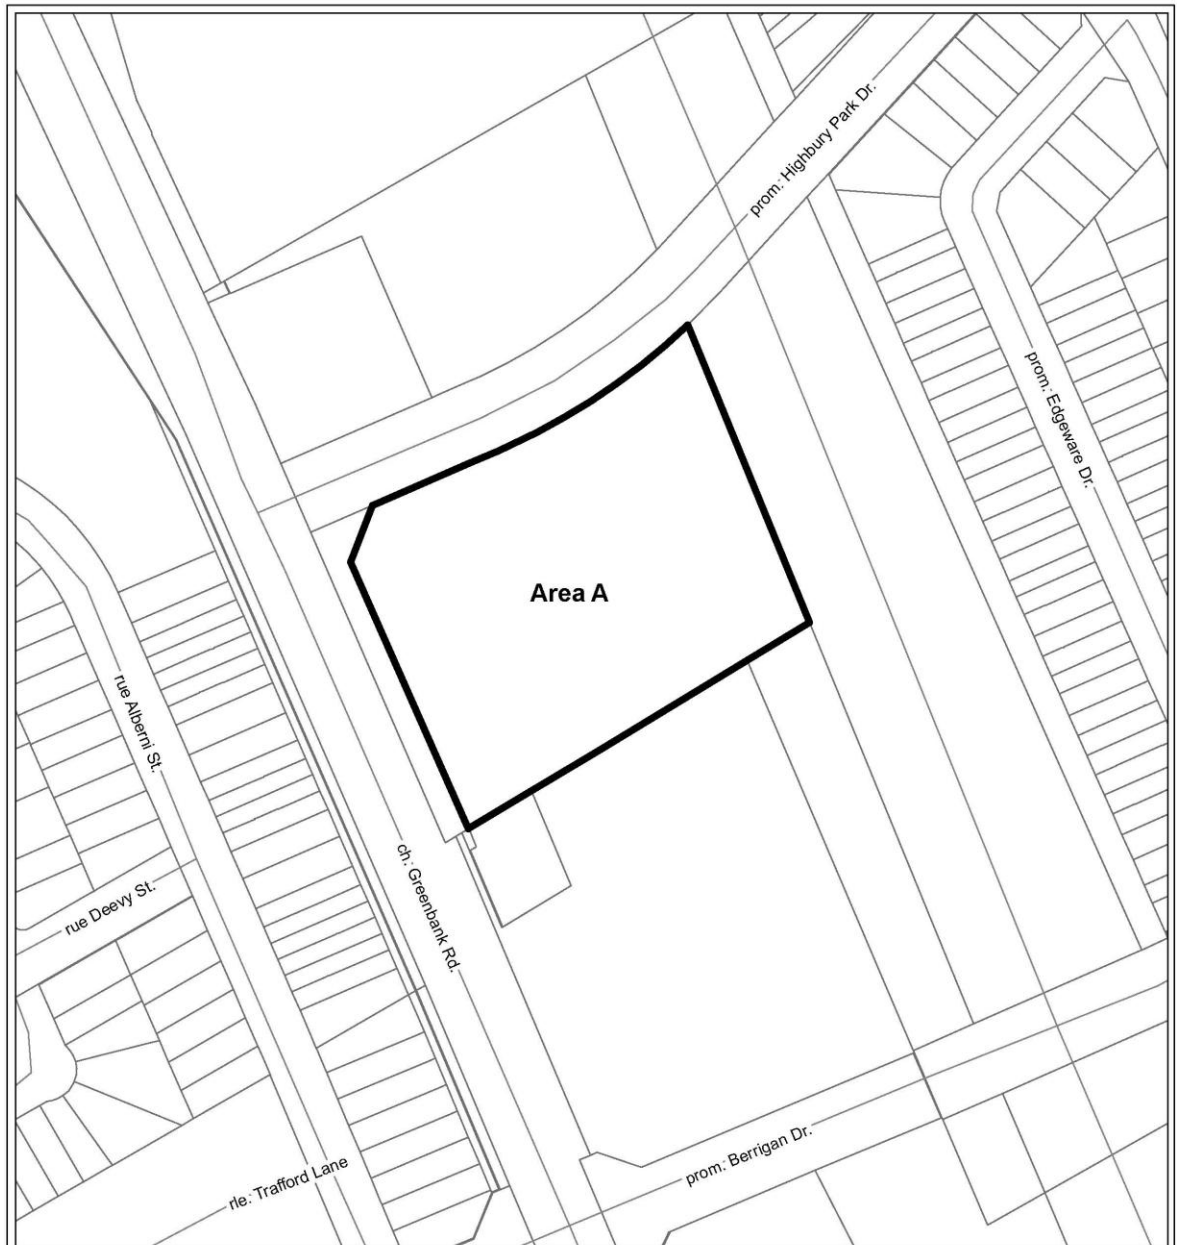 prom: Highbury Park Dr.
prom: Edgeware Dr.
Area A
rue Alberni St.
ch: Greenbank Rd.
rue Deevy St.
prom: Berrigan Dr.
rle: Trafford Lane